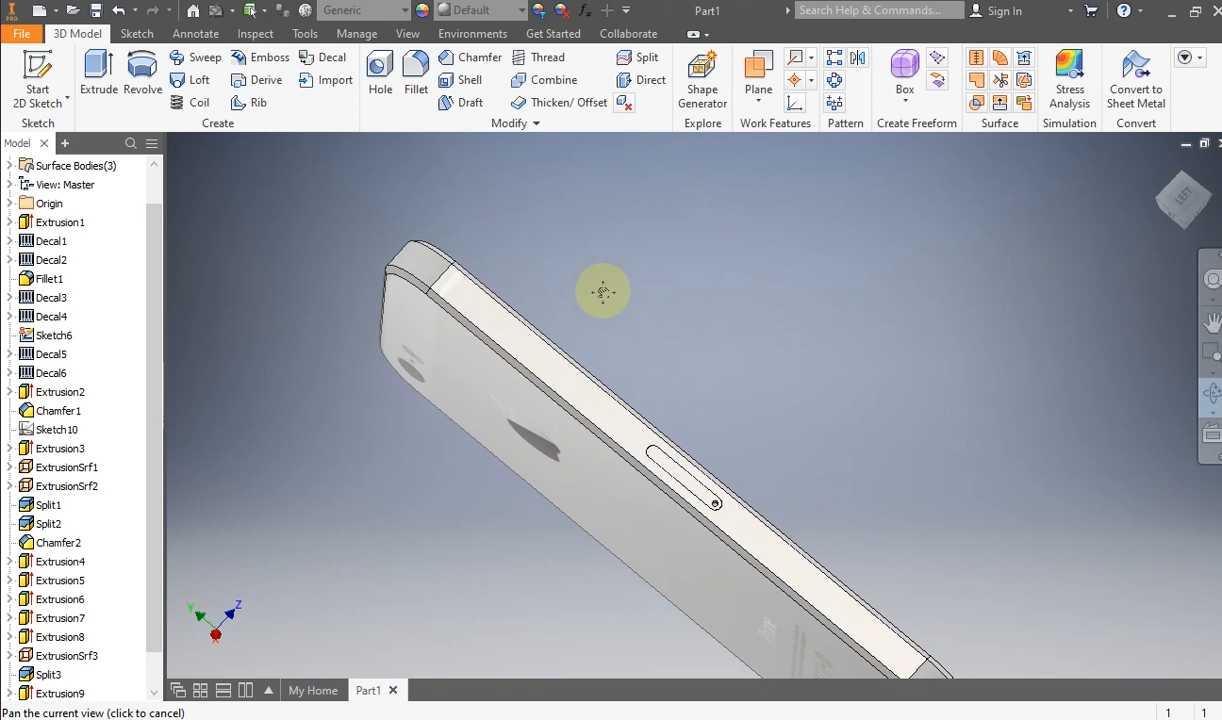 Generic
Default
Part1
Search Help & Commands...
Sign In
PRO
File
3D Model
Sketch
Annotate
Inspect
Tools
Manage
View
Environments
Get Started
Collaborate
Start
2D Sketch
Extrude
Revolve
Sweep
Emboss
Decal
Loft
Derive
Import
Coil
Rib
Hole
Fillet
Chamfer
Thread
Split
Shell
Combine
Direct
Draft
Thicken/ Offset
Shape
Generator
Plane
Box
Stress
Analysis
Convert to
Sheet Metal
Sketch
Create
Modify
Explore
Work Features
Pattern
Create Freeform
Surface
Simulation
Convert
Model
Surface Bodies(3)
View: Master
Origin
Extrusion1
Decal1
Decal2
Fillet1
Decal3
Decal4
Sketch6
Decal5
Decal6
Extrusion2
Chamfer1
Sketch10
Extrusion3
ExtrusionSrf1
ExtrusionSrf2
Split1
Split2
Chamfer2
Extrusion4
Extrusion5
Extrusion6
Extrusion7
Extrusion8
ExtrusionSrf3
Split3
Extrusion9
LEFT
Y
Z
X
My Home
Part1
Pan the current view (click to cancel)
1
1